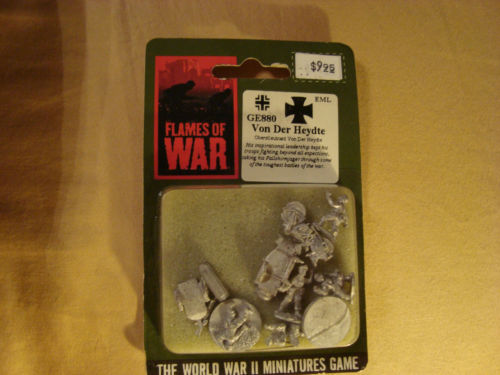 $9.25
FLAMES OF
WAR
EML
GE880
Von Der Heydte
Oberstleutnant Von Der Heydte
His inspirational leadership kept his
troops fighting beyond all expections,
taking his Fallshirmjager through some
of the toughest battles of the war.
THE WORLD WAR II MINIATURES GAME